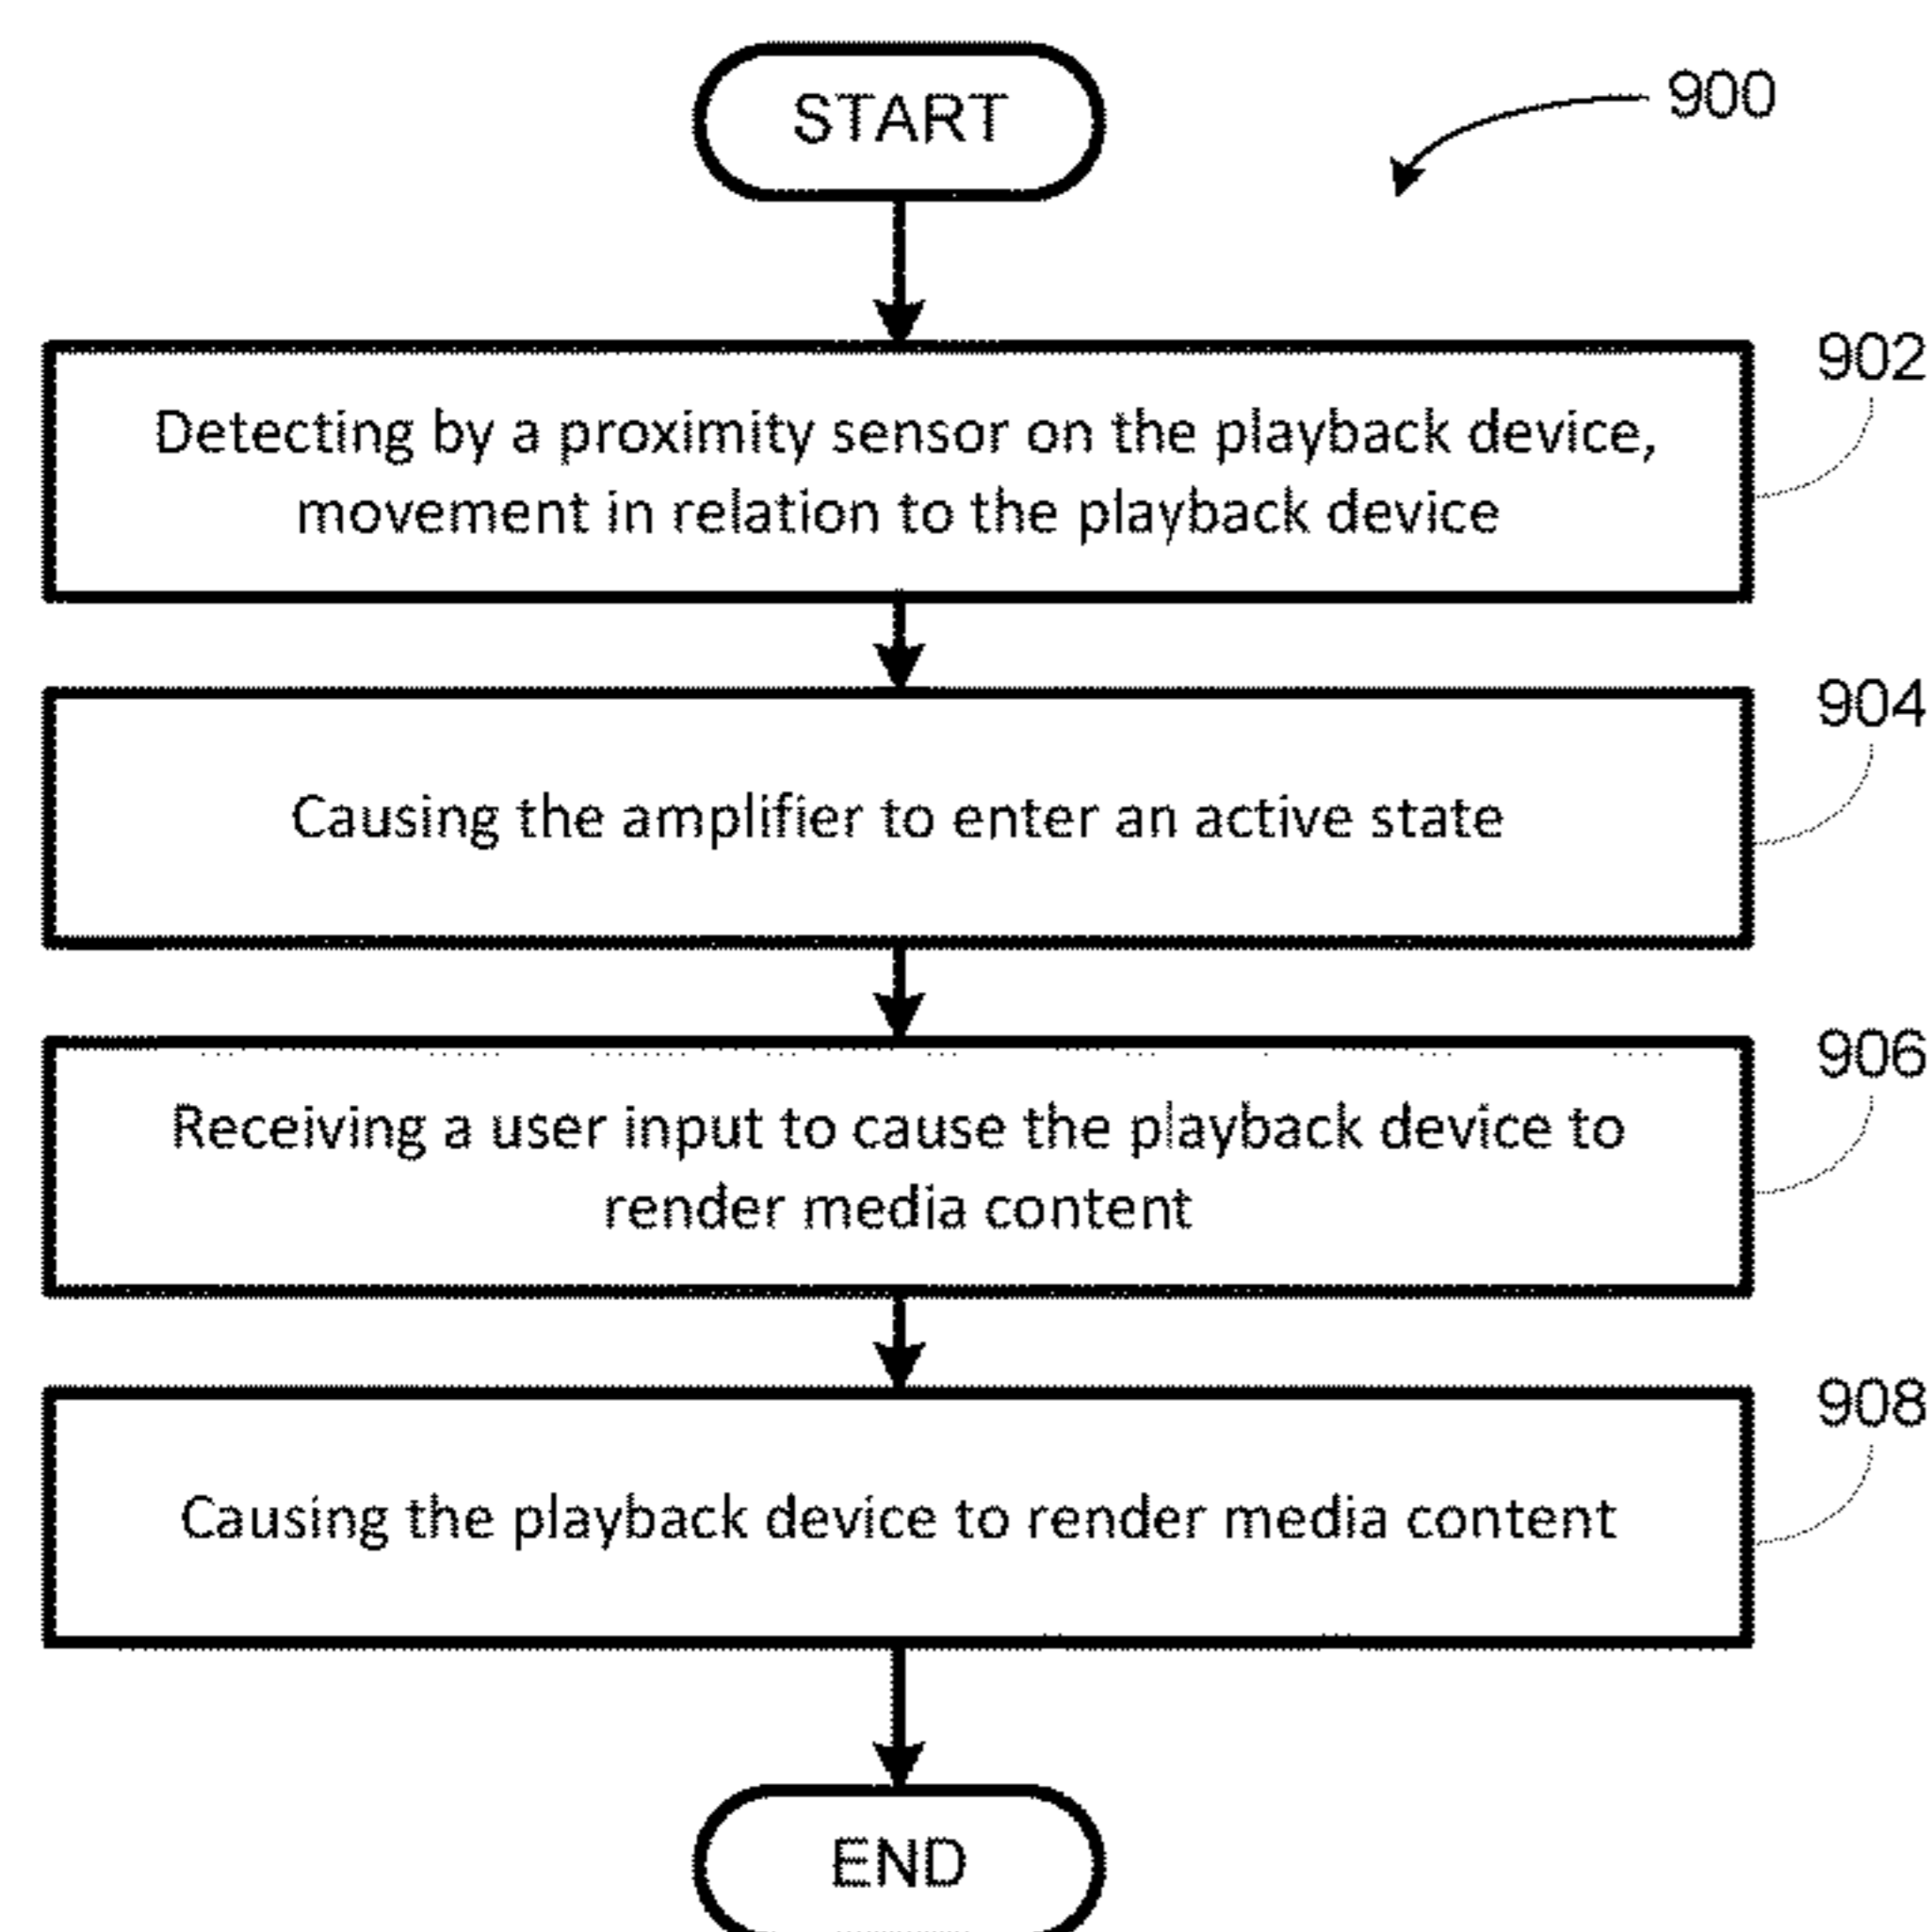 START
900
902
Detecting by a proximity sensor on the playback device,
movement in relation to the playback device
904
Causing the amplifier to enter an active state
906
Receiving a user input to cause the playback device to
render media content
908
Causing the playback device to render media content
END